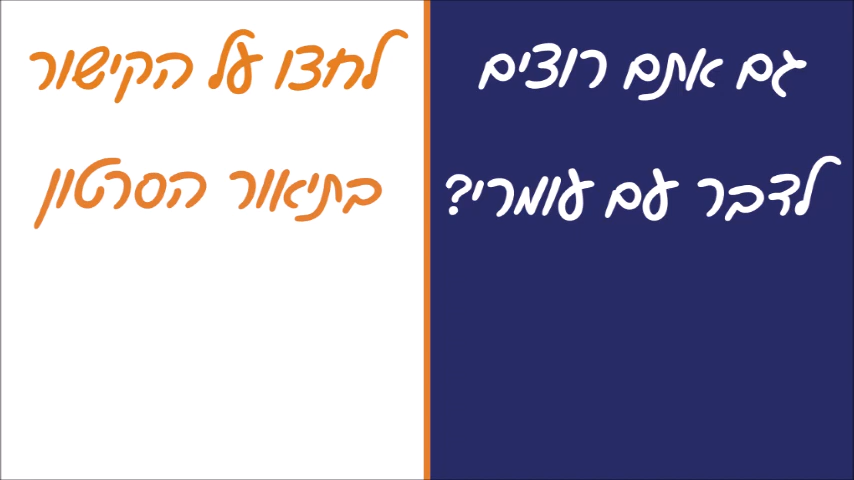 גם אתם רוצים
לדבר עם עומרי?
לחצו על הקישור
בתיאור הסרטון